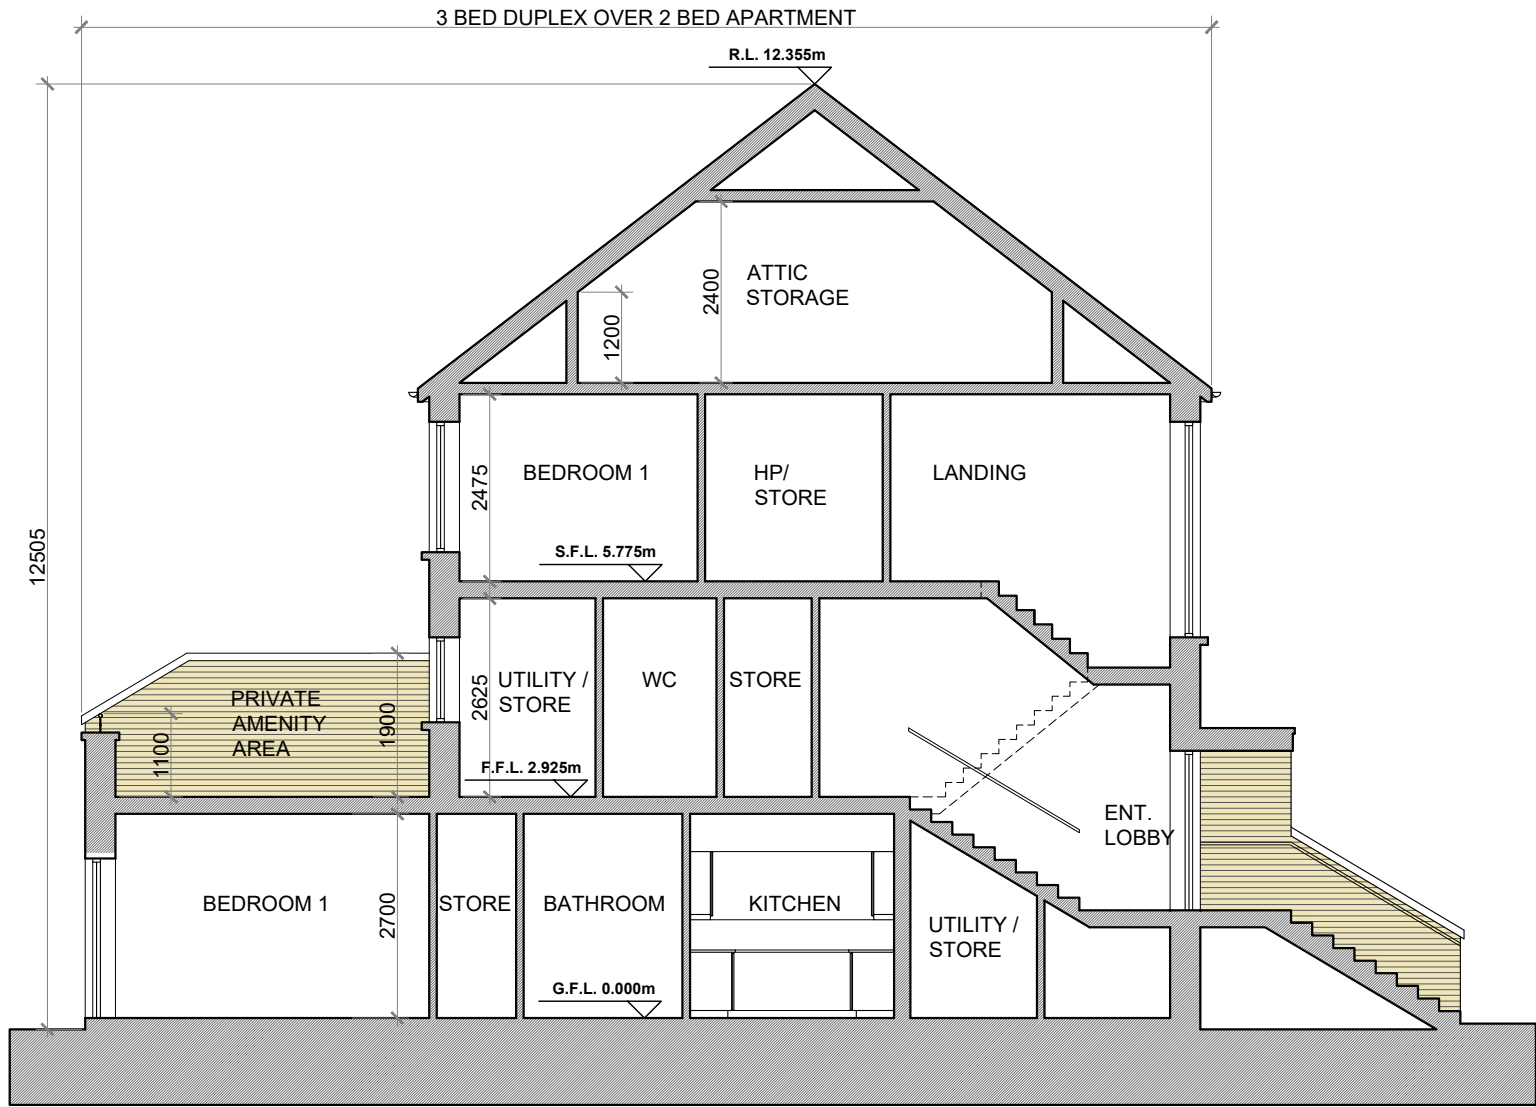 3 BED DUPLEX OVER 2 BED APARTMENT
R.L. 12.355m
12505
ATTIC
STORAGE
2400
1200
2475
BEDROOM 1
HP/
STORE
LANDING
S.F.L. 5.775m
PRIVATE
AMENITY
AREA
1100
1900
2625
UTILITY /
STORE
WC
STORE
F.F.L. 2.925m
ENT.
LOBBY
BEDROOM 1
2700
STORE
BATHROOM
KITCHEN
UTILITY /
STORE
G.F.L. 0.000m